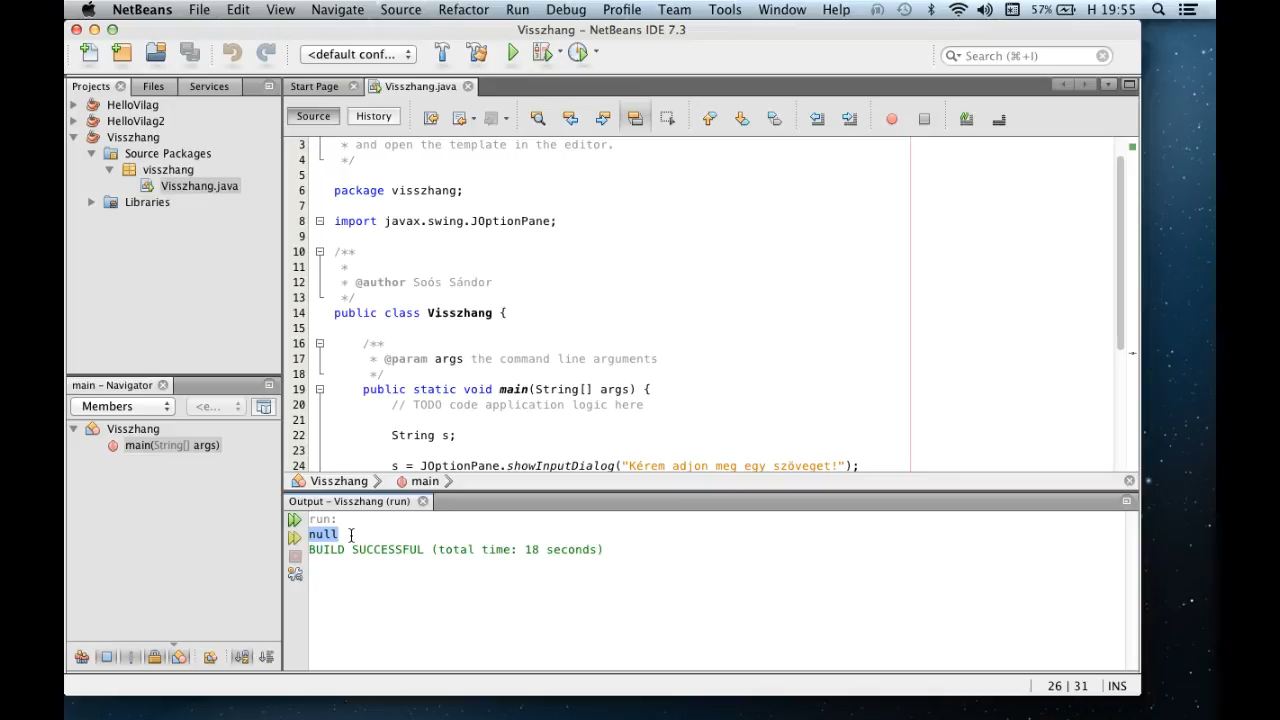 NetBeans File Edit View Navigate Source Refactor Run Debug Profile Team Tools Window Help 57% H 19:55
Visszhang - NetBeans IDE 7.3
<default conf... Search (⌘+I)
Projects Files Services
Start Page Visszhang.java
HelloVilag
HelloVilag2
Visszhang
Source Packages
visszhang
Visszhang.java
Libraries
Source History
3 * and open the template in the editor.
4 */
5
6 package visszhang;
7
8 import javax.swing.JOptionPane;
9
10 /**
11 *
12 * @author Soós Sándor
13 */
14 public class Visszhang {
15
16 /**
17 * @param args the command line arguments
18 */
19 public static void main(String[] args) {
20 // TODO code application logic here
21
22 String s;
23
24 s = JOptionPane.showInputDialog("Kérem adjon meg egy szöveget!");
main - Navigator
Members <e...
Visszhang
main(String[] args)
Visszhang main
Output - Visszhang (run)
run:
null
BUILD SUCCESSFUL (total time: 18 seconds)
26 | 31 INS